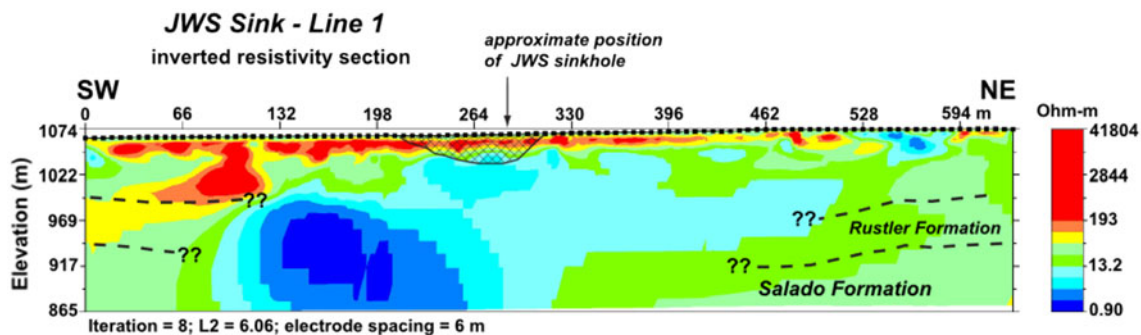 JWS Sink - Line 1
inverted resistivity section
approximate position
of JWS sinkhole
SW
NE
0 66 132 198 264 330 396 462 528 594 m
Ohm-m
Elevation (m)
1074
1022
969
917
865
41804
2844
193
13.2
0.90
??
??
??
Rustler Formation
??
Salado Formation
Iteration = 8; L2 = 6.06; electrode spacing = 6 m